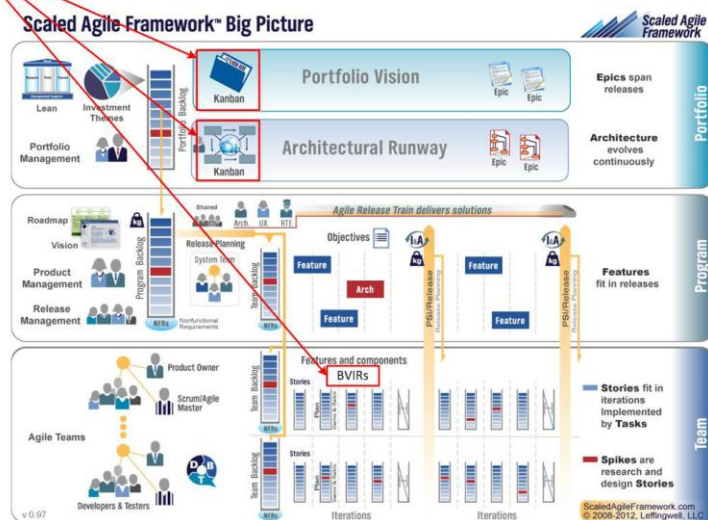 Scaled Agile Framework™ Big Picture
Scaled Agile
Framework
Lean
Investment
Themes
Portfolio
Management
Portfolio Backlog
Kanban
Portfolio Vision
Epic
Epic
Epics span
releases
Kanban
Architectural Runway
Epic
Epic
Architecture
evolves
continuously
Portfolio
Roadmap
Vision
Product
Management
Release
Management
kg
Program Backlog
NFRs
Nonfunctional
Requirements
Shared
Arch.
UX
RTE
Agile Release Train delivers solutions
Release Planning
System Team
Team Backlog
Objectives
Feature
Arch
Feature
I&A
kg
PSI/Release
Release Planning
Feature
Feature
I&A
kg
PSI/Release
Release Planning
Features
fit in releases
Program
Agile Teams
Product Owner
Scrum/Agile
Master
Developers & Testers
D
B
T
Team Backlog
NFRs
Team Backlog
NFRs
Features and components
BVIRs
Stories
Plan
Stories
Plan
Iterations
Iterations
Stories fit in
iterations
Implemented
by Tasks
Spikes are
research and
design Stories
Team
v 0.97
ScaledAgileFramework.com
© 2008-2012, Leffingwell, LLC